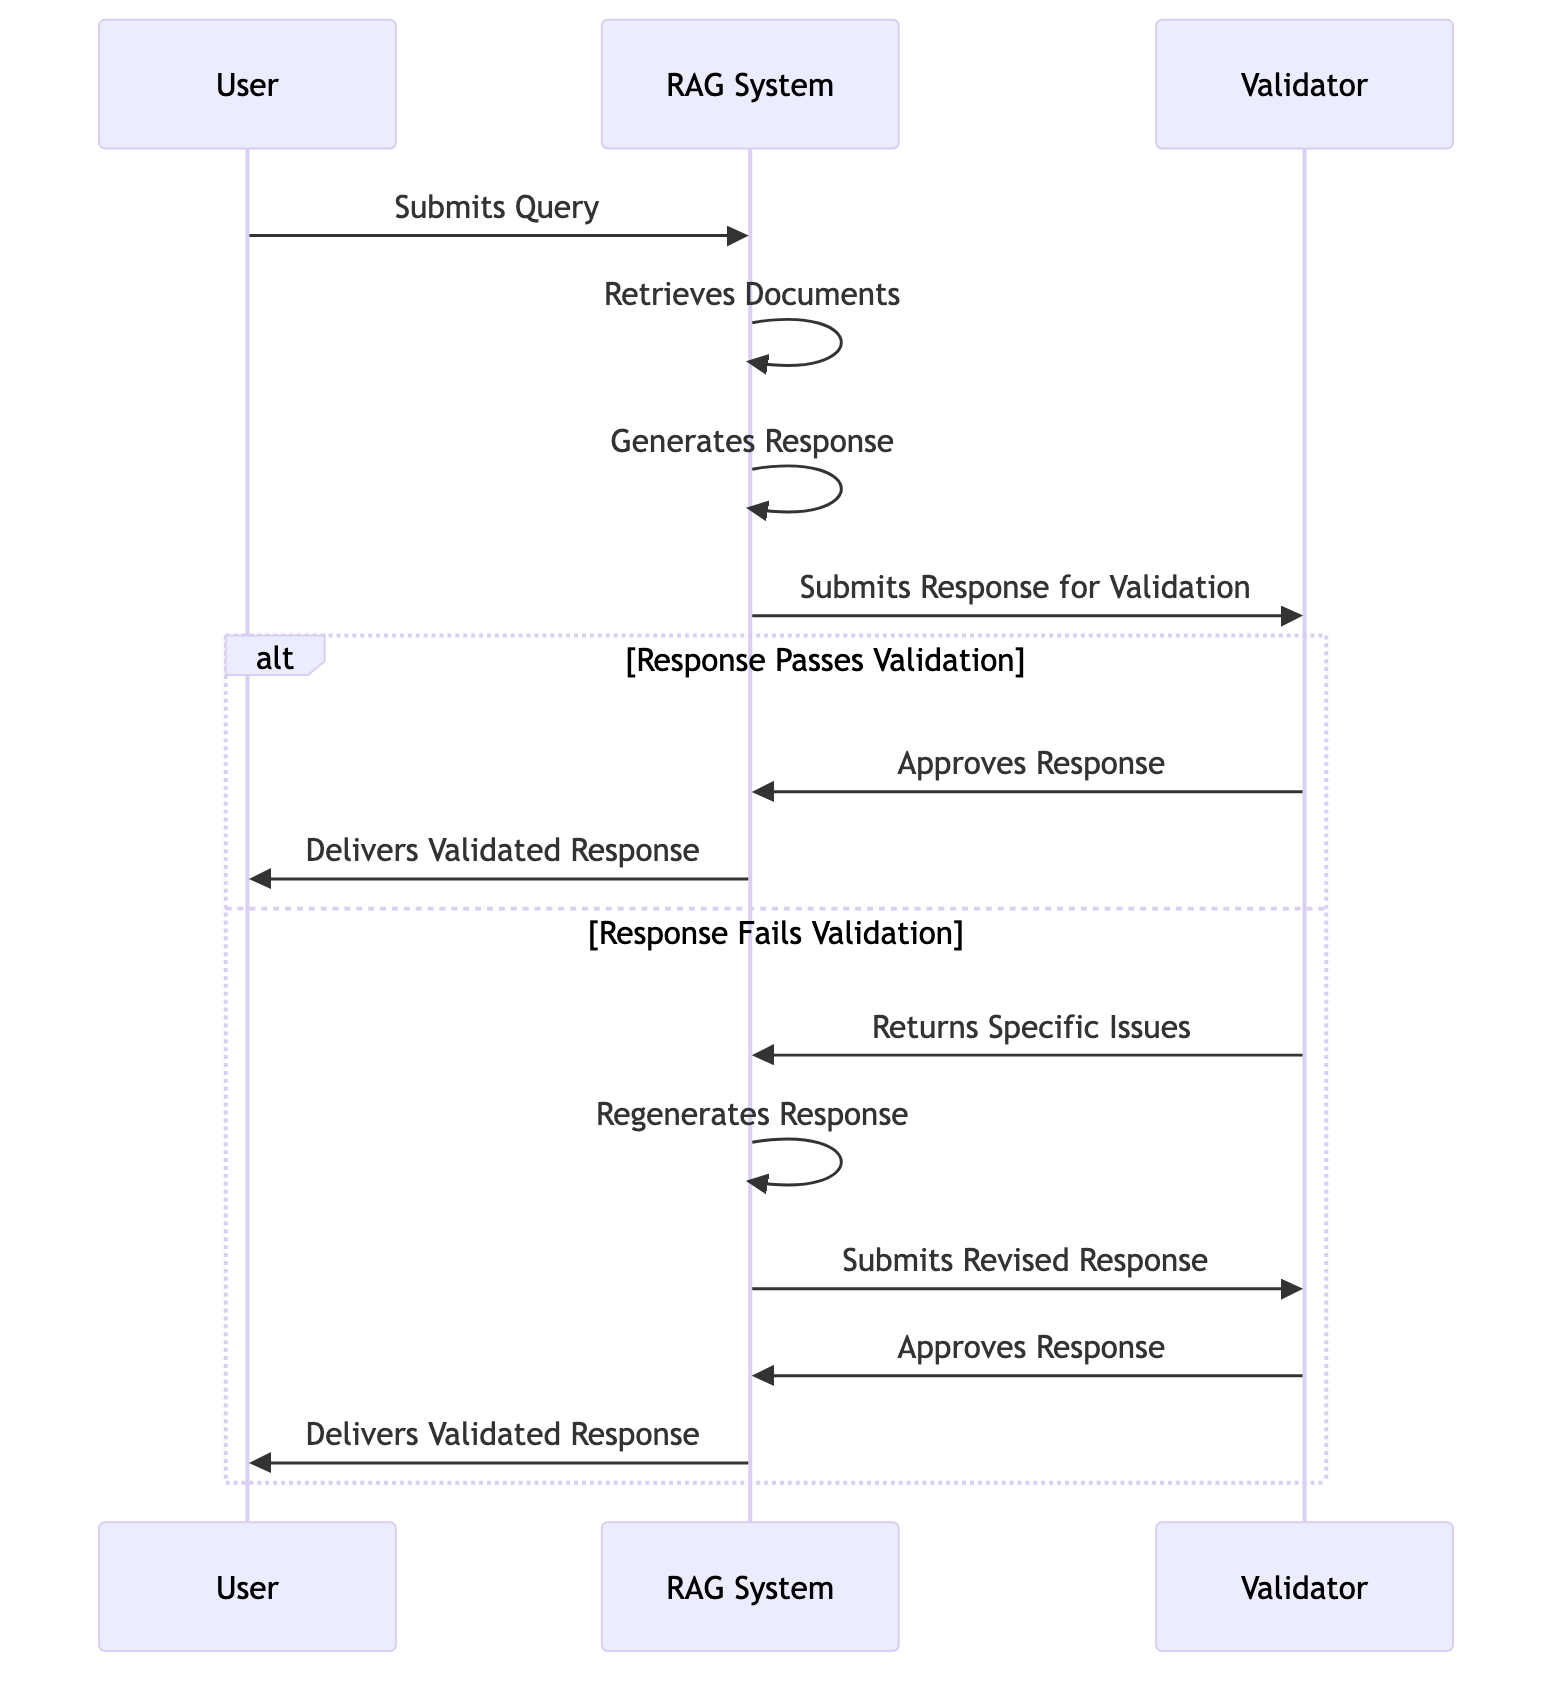 User
RAG System
Validator
Submits Query
Retrieves Documents
Generates Response
Submits Response for Validation
alt
[Response Passes Validation]
Approves Response
Delivers Validated Response
[Response Fails Validation]
Returns Specific Issues
Regenerates Response
Submits Revised Response
Approves Response
Delivers Validated Response
User
RAG System
Validator